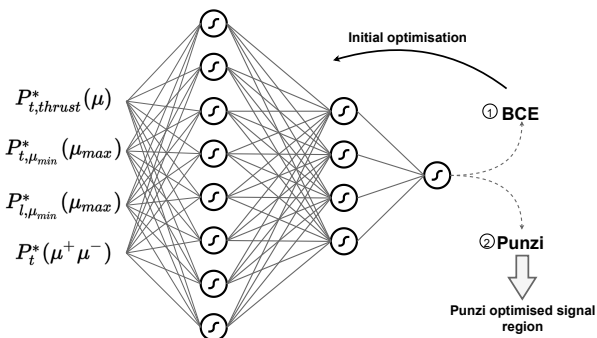 Initial optimisation
P*t,thrust(μ)
① BCE
P*t,μmin(μmax)
P*l,μmin(μmax)
P*t(μ+μ−)
② Punzi
Punzi optimised signal
region